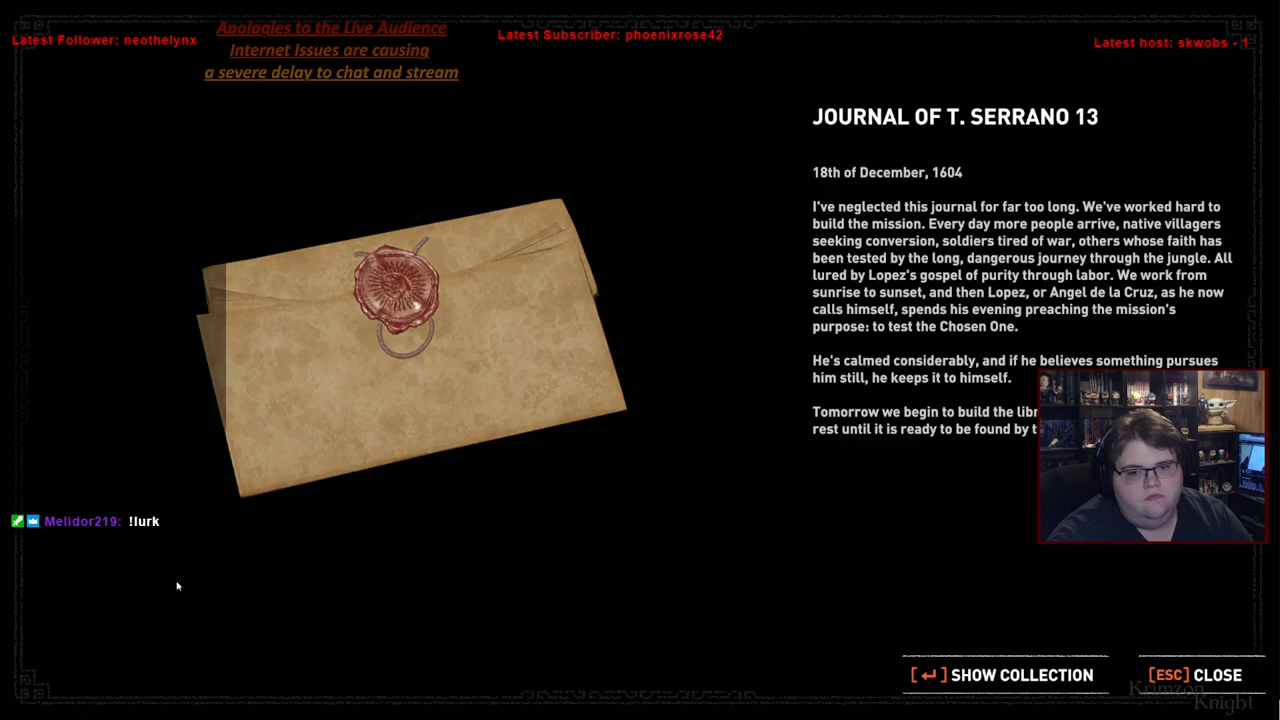 Apologies to the Live Audience
Internet Issues are causing
a severe delay to chat and stream
Latest Follower: neothelynx
Latest Subscriber: phoenixrose42
Latest host: skwobs - 1
JOURNAL OF T. SERRANO 13
18th of December, 1604
I've neglected this journal for far too long. We've worked hard to
build the mission. Every day more people arrive, native villagers
seeking conversion, soldiers tired of war, others whose faith has
been tested by the long, dangerous journey through the jungle. All
lured by Lopez's gospel of purity through labor. We work from
sunrise to sunset, and then Lopez, or Angel de la Cruz, as he now
calls himself, spends his evening preaching the mission's
purpose: to test the Chosen One.
He's calmed considerably, and if he believes something pursues
him still, he keeps it to himself.
Tomorrow we begin to build the
rest until it is ready to be found by
Melidor219: !lurk
[↵] SHOW COLLECTION
[ESC] CLOSE
Krimzon
Knight